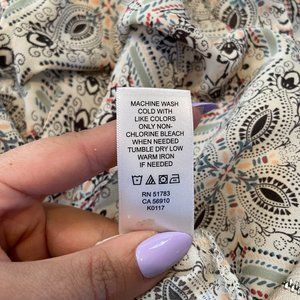 MACHINE WASH
COLD WITH
LIKE COLORS
ONLY NON-
CHLORINE BLEACH
WHEN NEEDED
TUMBLE DRY LOW
WARM IRON
IF NEEDED
RN 51783
CA 56910
K0117